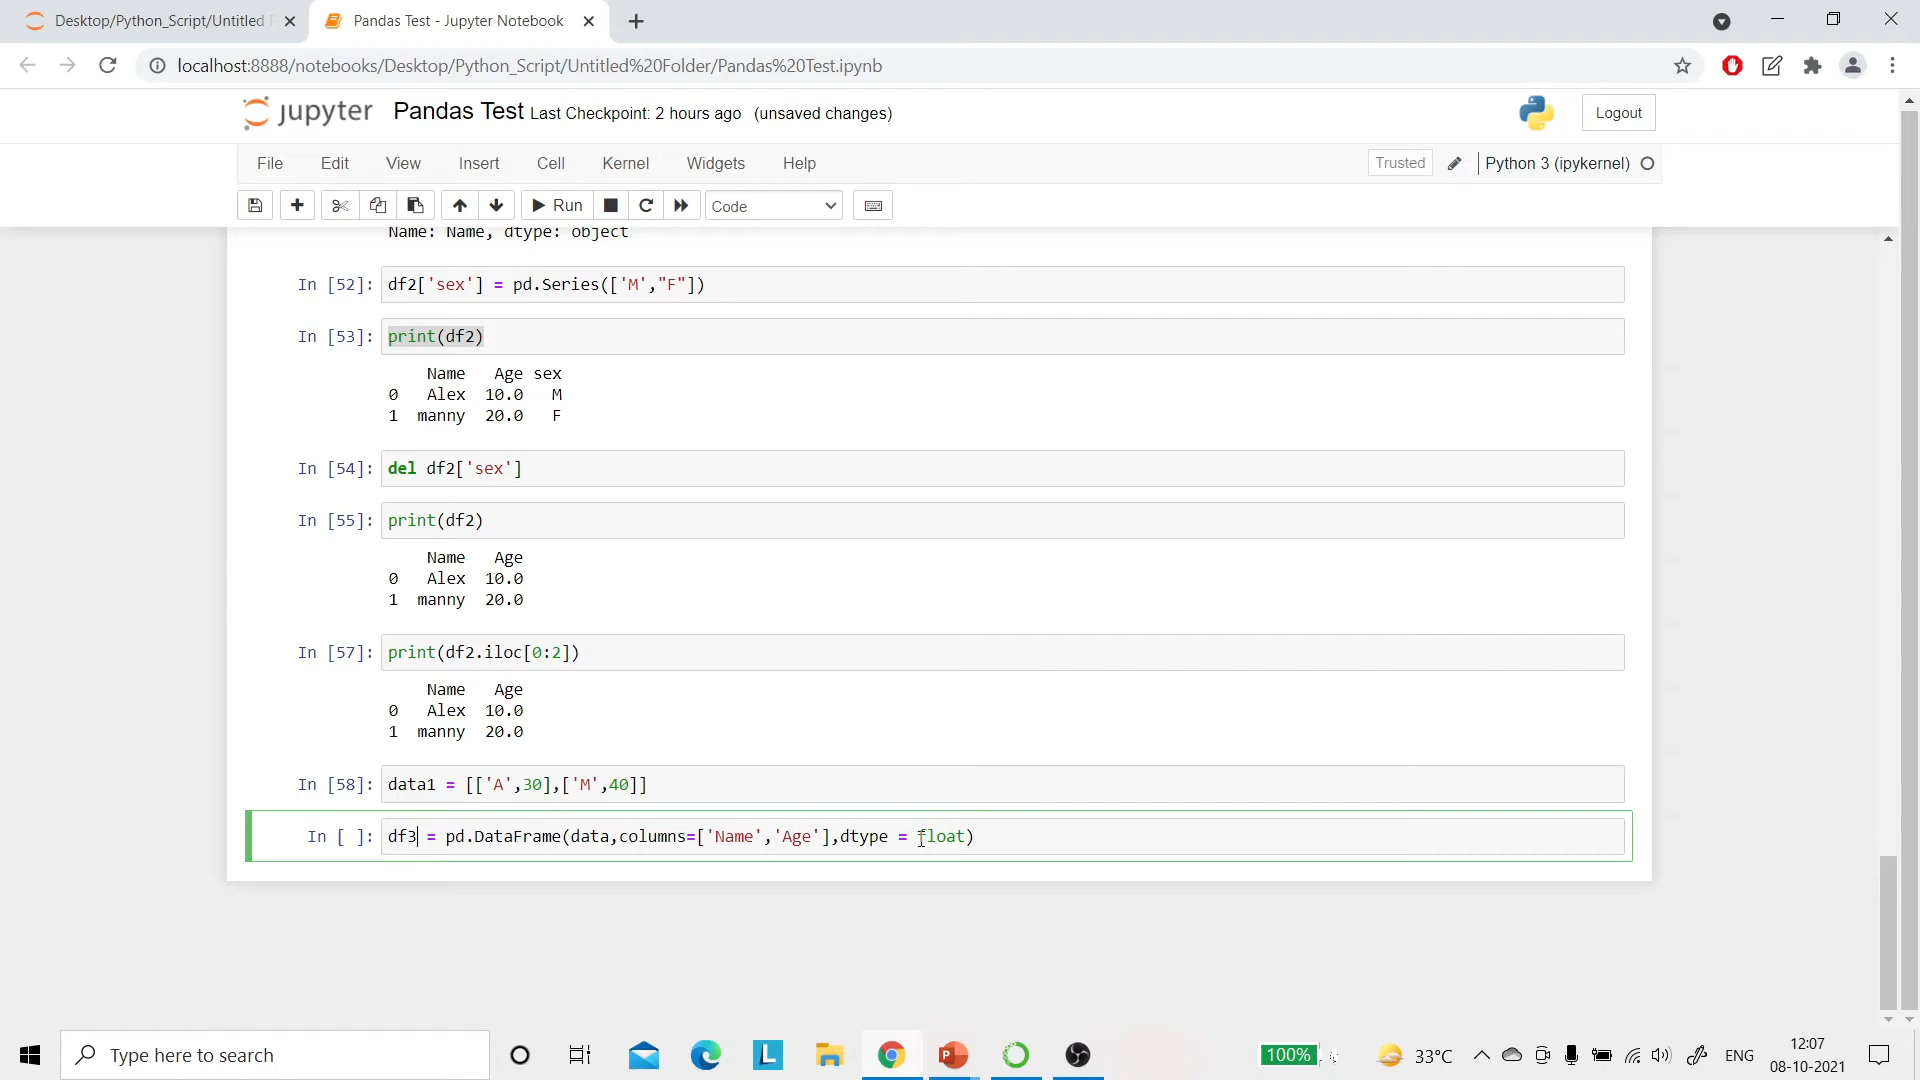 Desktop/Python_Script/Untitled
Pandas Test - Jupyter Notebook
localhost:8888/notebooks/Desktop/Python_Script/Untitled%20Folder/Pandas%20Test.ipynb
jupyter Pandas Test Last Checkpoint: 2 hours ago (unsaved changes)
Logout
File Edit View Insert Cell Kernel Widgets Help
Trusted Python 3 (ipykernel)
Run Code
Name: Name, dtype: object
In [52]: df2['sex'] = pd.Series(['M',"F"])
In [53]: print(df2)
Name Age sex
0 Alex 10.0 M
1 manny 20.0 F
In [54]: del df2['sex']
In [55]: print(df2)
Name Age
0 Alex 10.0
1 manny 20.0
In [57]: print(df2.iloc[0:2])
Name Age
0 Alex 10.0
1 manny 20.0
In [58]: data1 = [['A',30],['M',40]]
In [ ]: df3 = pd.DataFrame(data,columns=['Name','Age'],dtype = float)
Type here to search
L
P
100%
33°C
ENG
12:07
08-10-2021